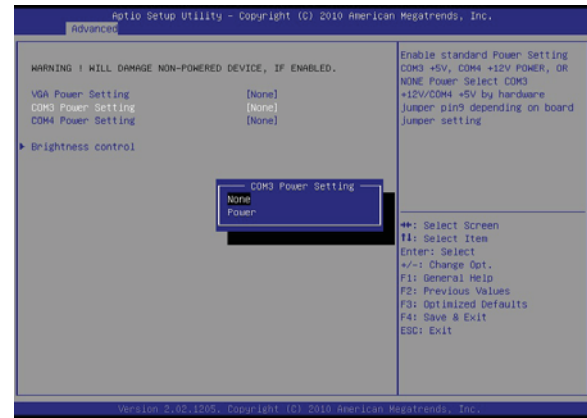 Aptio Setup Utility - Copyright (C) 2010 American Megatrends, Inc.
Advanced
WARNING ! WILL DAMAGE NON-POWERED DEVICE, IF ENABLED.
VGA Power Setting [None]
COM3 Power Setting [None]
COM4 Power Setting [None]
Brightness control
COM3 Power Setting
None
Power
Enable standard Power Setting
COM3 +5V, COM4 +12V POWER, OR
NONE Power Select COM3
+12V/COM4 +5V by hardware
jumper pin9 depending on board
jumper setting
↔: Select Screen
↑↓: Select Item
Enter: Select
+/-: Change Opt.
F1: General Help
F2: Previous Values
F3: Optimized Defaults
F4: Save & Exit
ESC: Exit
Version 2.02.1205. Copyright (C) 2010 American Megatrends, Inc.